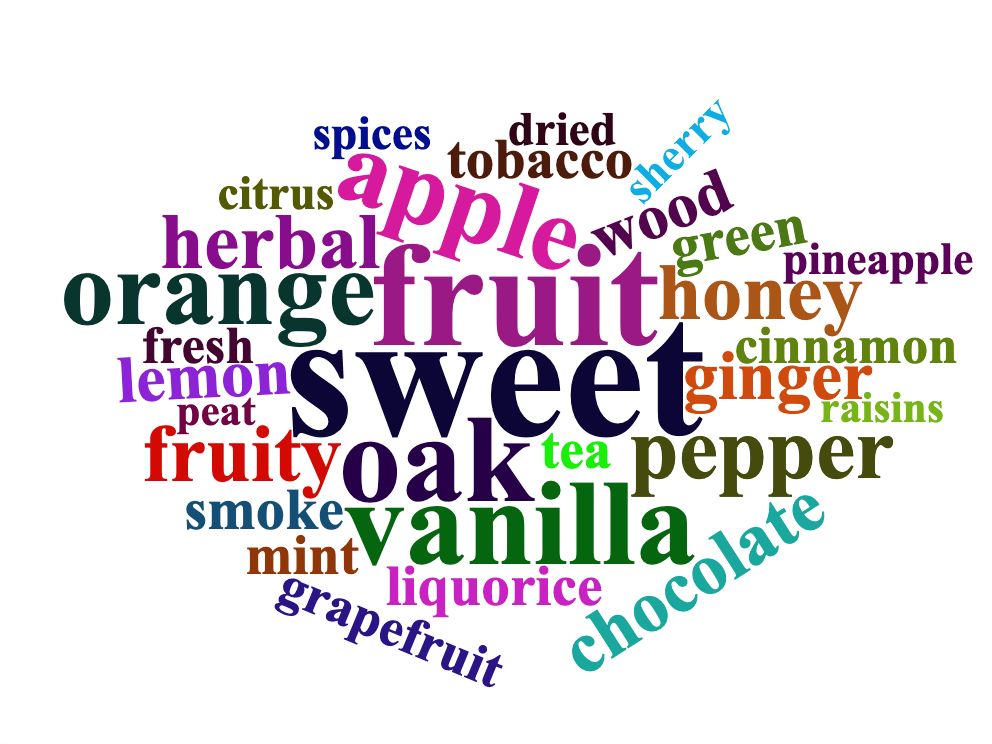 dried
spices
tobacco
sherry
apple
citrus
wood
herbal
green
pineapple
orange
fruit
honey
fresh
cinnamon
lemon
sweet
ginger
peat
raisins
fruity
oak
tea
pepper
smoke
vanilla
chocolate
mint
liquorice
grapefruit